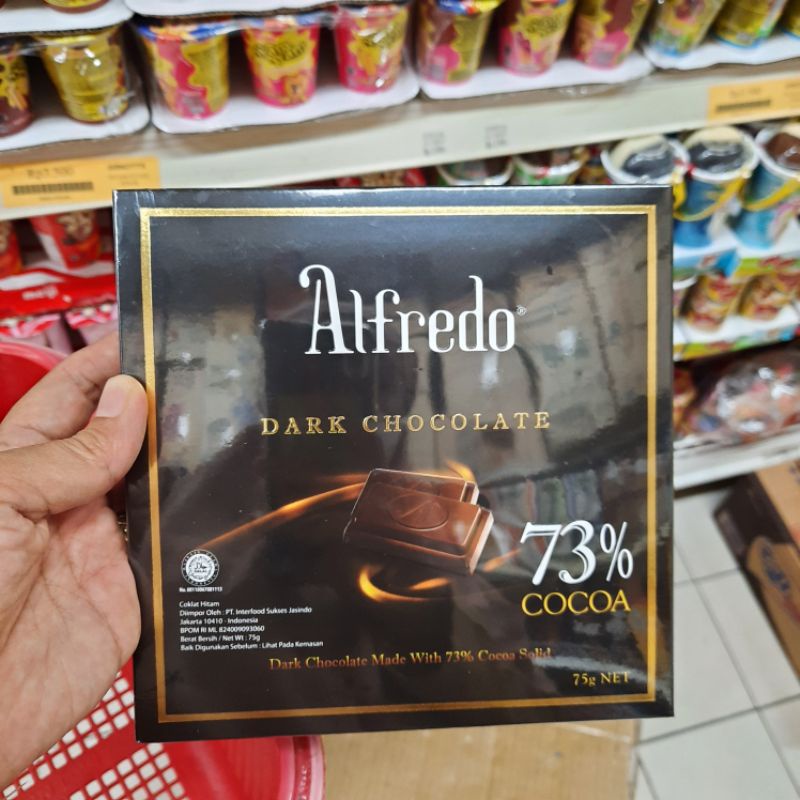 Alfredo®
DARK CHOCOLATE
73%
COCOA
Coklat Hitam
Diimpor Oleh : PT. Interfood Sukses Jasindo
Jakarta 10410 - Indonesia
BPOM RI ML 824009093060
Berat Bersih / Net Wt : 75g
Baik Digunakan Sebelum : Lihat Pada Kemasan
Dark Chocolate Made With 73% Cocoa Solid
75g NET